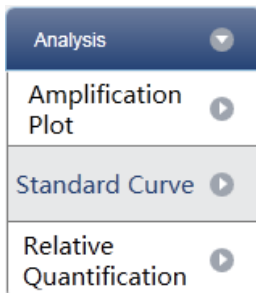 Analysis
Amplification
Plot
Standard Curve
Relative
Quantification